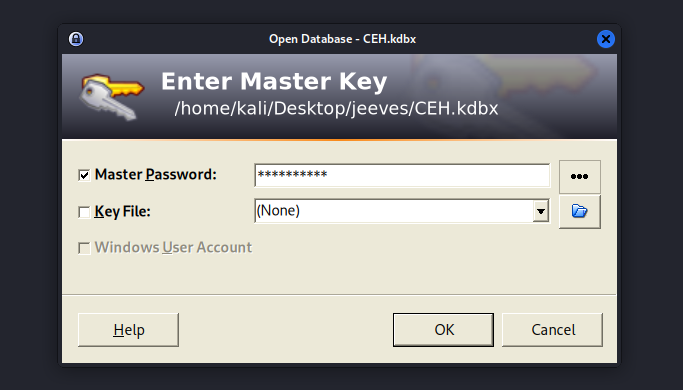 Open Database - CEH.kdbx
Enter Master Key
/home/kali/Desktop/jeeves/CEH.kdbx
Master Password: **********
Key File: (None)
Windows User Account
Help OK Cancel